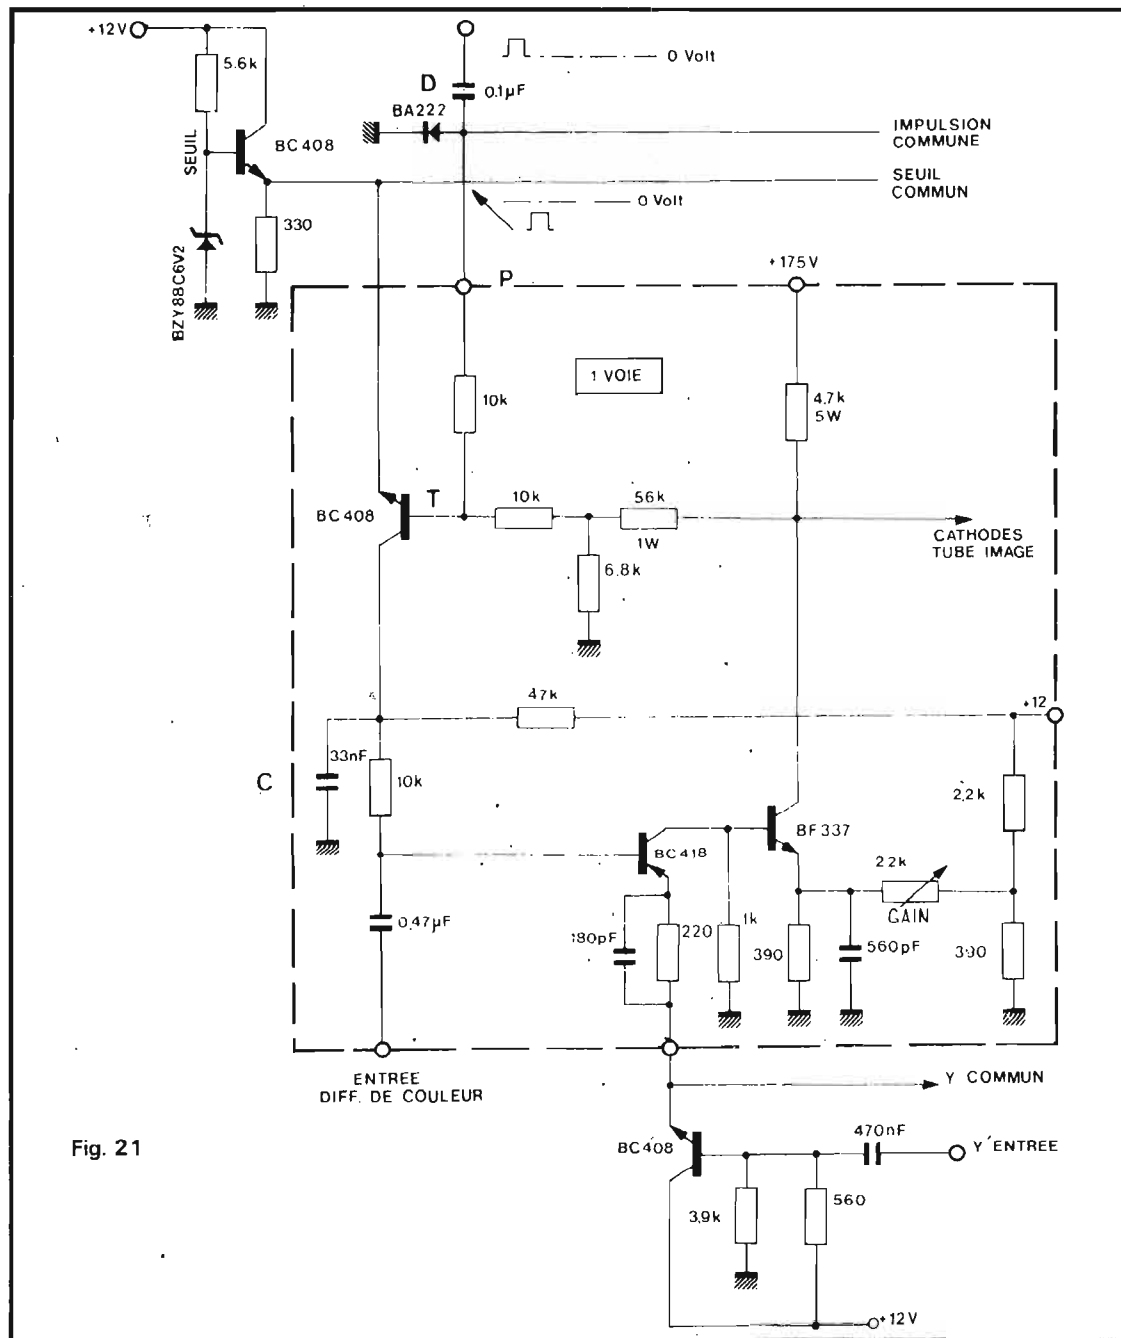 +12V
5.6k
0 Volt
D
0.1µF
BA222
SEUIL
BC408
IMPULSION
COMMUNE
SEUIL
COMMUN
0 Volt
330
BZY88C6V2
P
+175V
1 VOIE
10k
4.7k
5W
BC408
T
10k
56k
1W
CATHODES
TUBE IMAGE
6.8k
47k
+12
33nF
C
10k
2.2k
BF337
BC418
22k
GAIN
0.47µF
180pF
220
1k
390
560pF
390
ENTREE
DIFF. DE COULEUR
Y COMMUN
Fig. 21
BC408
470nF
Y ENTREE
3.9k
560
+12V